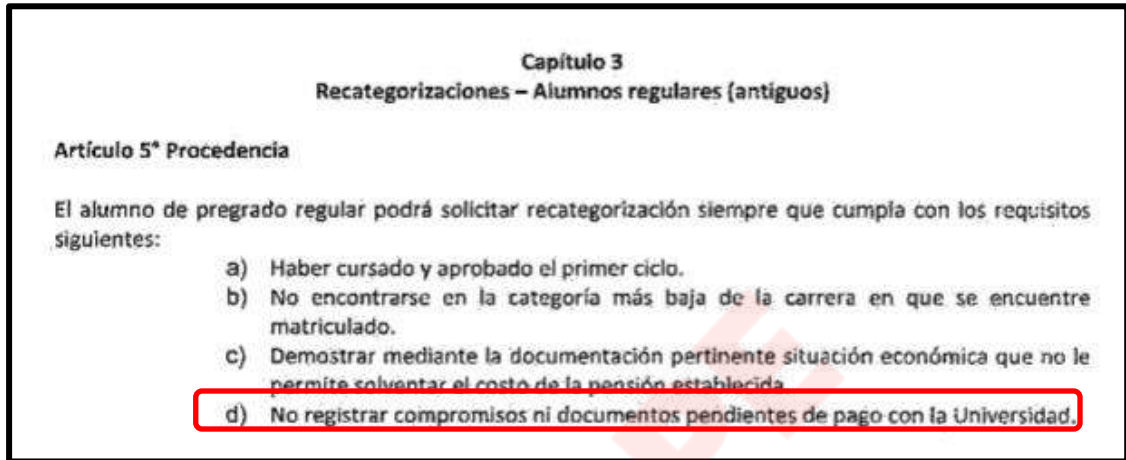 Capítulo 3
Recategorizaciones – Alumnos regulares (antiguos)
Artículo 5° Procedencia
El alumno de pregrado regular podrá solicitar recategorización siempre que cumpla con los requisitos
siguientes:
a) Haber cursado y aprobado el primer ciclo.
b) No encontrarse en la categoría más baja de la carrera en que se encuentre
matriculado.
c) Demostrar mediante la documentación pertinente situación económica que no le
permite solventar el costo de la pensión establecida
d) No registrar compromisos ni documentos pendientes de pago con la Universidad.